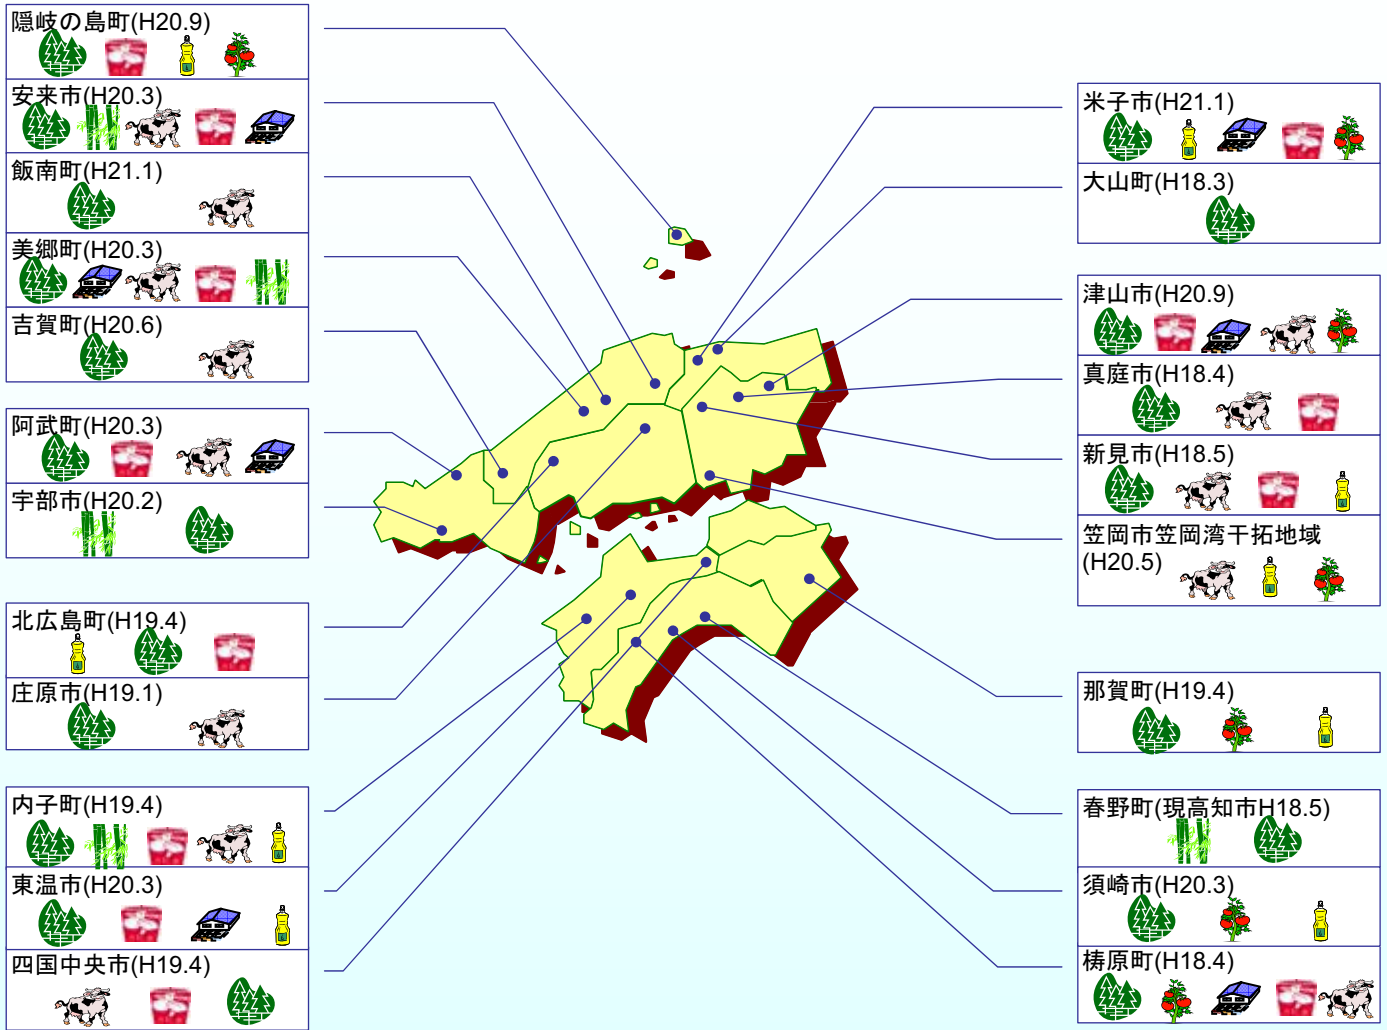 隠岐の島町(H20.9)
安来市(H20.3)
飯南町(H21.1)
美郷町(H20.3)
吉賀町(H20.6)
阿武町(H20.3)
宇部市(H20.2)
北広島町(H19.4)
庄原市(H19.1)
内子町(H19.4)
東温市(H20.3)
四国中央市(H19.4)
米子市(H21.1)
大山町(H18.3)
津山市(H20.9)
真庭市(H18.4)
新見市(H18.5)
笠岡市笠岡湾干拓地域
(H20.5)
那賀町(H19.4)
春野町(現高知市H18.5)
須崎市(H20.3)
梼原町(H18.4)